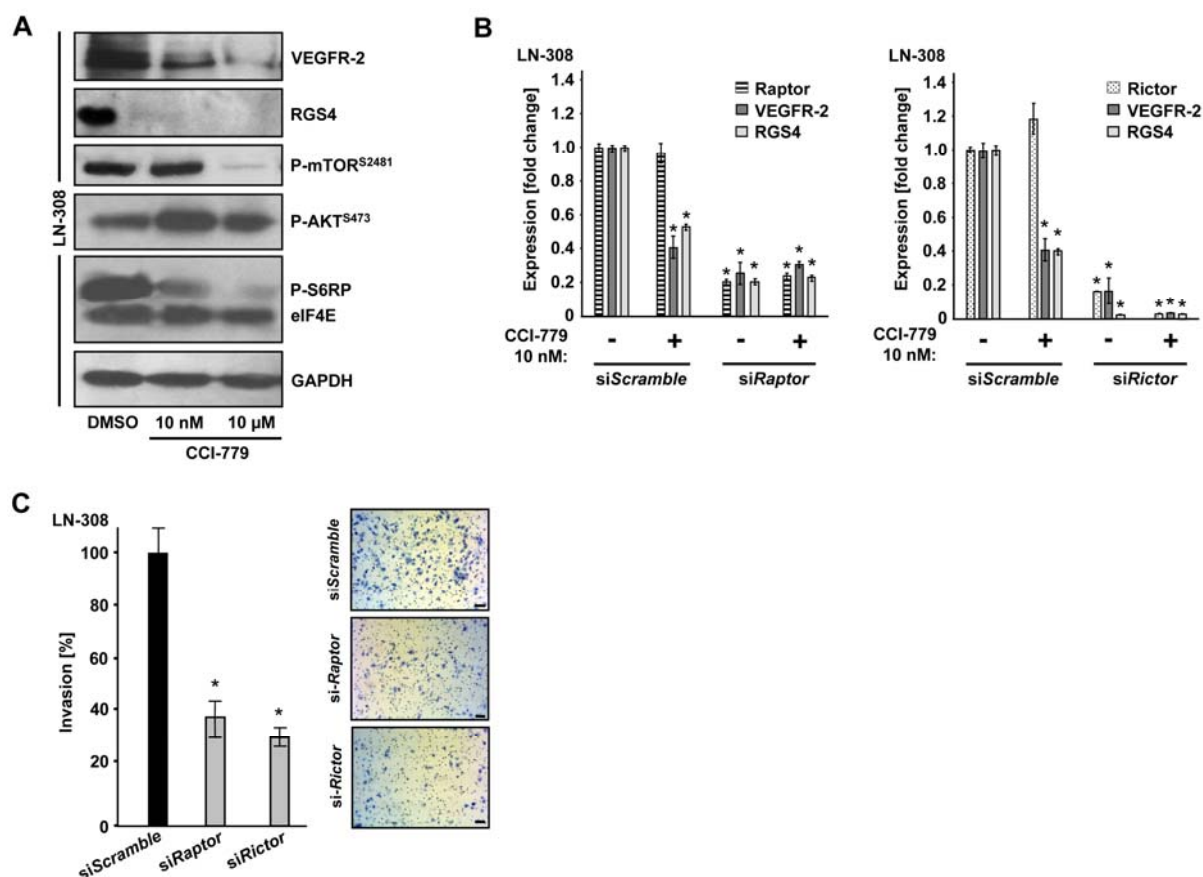 A
LN-308
VEGFR-2
RGS4
P-mTORS2481
P-AKTS473
P-S6RP
eIF4E
GAPDH
DMSO 10 nM 10 µM
CCI-779
B
LN-308
Expression [fold change]
1.4
1.2
1.0
0.8
0.6
0.4
0.2
0
Raptor
VEGFR-2
RGS4
* * * * * * * *
CCI-779
10 nM:
- + - +
siScramble siRaptor
LN-308
Expression [fold change]
1.4
1.2
1.0
0.8
0.6
0.4
0.2
0
Rictor
VEGFR-2
RGS4
* * * * * * * *
CCI-779
10 nM:
- + - +
siScramble siRictor
C
LN-308
Invasion [%]
100
80
60
40
20
0
* *
siScramble siRaptor siRictor
siScramble
si-Raptor
si-Rictor